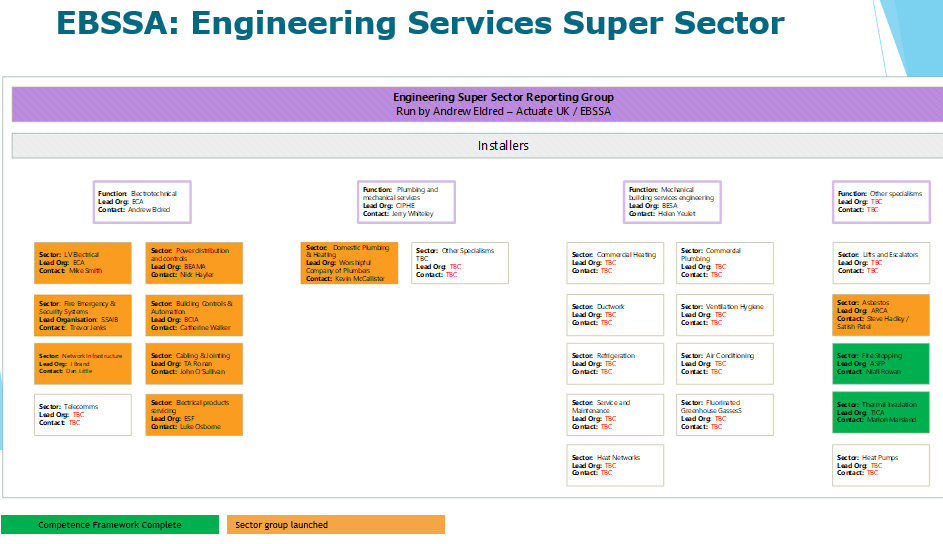 EBSSA: Engineering Services Super Sector
Engineering Super Sector Reporting Group
Run by Andrew Eldred – Actuate UK / EBSSA
Installers
Function: Electrotechnical
Lead Org: ECA
Contact: Andrew Eldred
Function: Plumbing and
mechanical services
Lead Org: CIPHE
Contact: Jerry Whiteley
Function: Mechanical
building services engineering
Lead Org: BESA
Contact: Helen Yeulet
Function: Other specialisms
Lead Org: TBC
Contact: TBC
Sector: LV Electrical
Lead Org: ECA
Contact: Mike Smith
Sector: Power distribution
and controls
Lead Org: BEAMA
Contact: Nick Hayler
Sector: Domestic Plumbing
& Heating
Lead Org: Worshipful
Company of Plumbers
Contact: Kevin McCallister
Sector: Other Specialisms
TBC
Lead Org: TBC
Contact: TBC
Sector: Commercial Heating
Lead Org: TBC
Contact: TBC
Sector: Commercial
Plumbing
Lead Org: TBC
Contact: TBC
Sector: Lifts and Escalators
Lead Org: TBC
Contact: TBC
Sector: Fire Emergency &
Security Systems
Lead Organisation: SSAIB
Contact: Trevor Jenks
Sector: Building Controls &
Automation
Lead Org: BCIA
Contact: Catherine Walker
Sector: Ductwork
Lead Org: TBC
Contact: TBC
Sector: Ventilation Hygiene
Lead Org: TBC
Contact: TBC
Sector: Asbestos
Lead Org: ARCA
Contact: Steve Hadley /
Satish Patel
Sector: Network Infrastructure
Lead Org: J Brand
Contact: Dan Little
Sector: Cabling & Jointing
Lead Org: TA Ronan
Contact: John O'Sullivan
Sector: Refrigeration
Lead Org: TBC
Contact: TBC
Sector: Air Conditioning
Lead Org: TBC
Contact: TBC
Sector: Fire Stopping
Lead Org: ASFP
Contact: Niall Rowan
Sector: Telecomms
Lead Org: TBC
Contact: TBC
Sector: Electrical products
servicing
Lead Org: ESF
Contact: Luke Osborne
Sector: Service and
Maintenance
Lead Org: TBC
Contact: TBC
Sector: Fluorinated
Greenhouse GassesS
Lead Org: TBC
Contact: TBC
Sector: Thermal Insulation
Lead Org: TICA
Contact: Marion Marsland
Sector: Heat Networks
Lead Org: TBC
Contact: TBC
Sector: Heat Pumps
Lead Org: TBC
Contact: TBC
Competence Framework Complete
Sector group launched